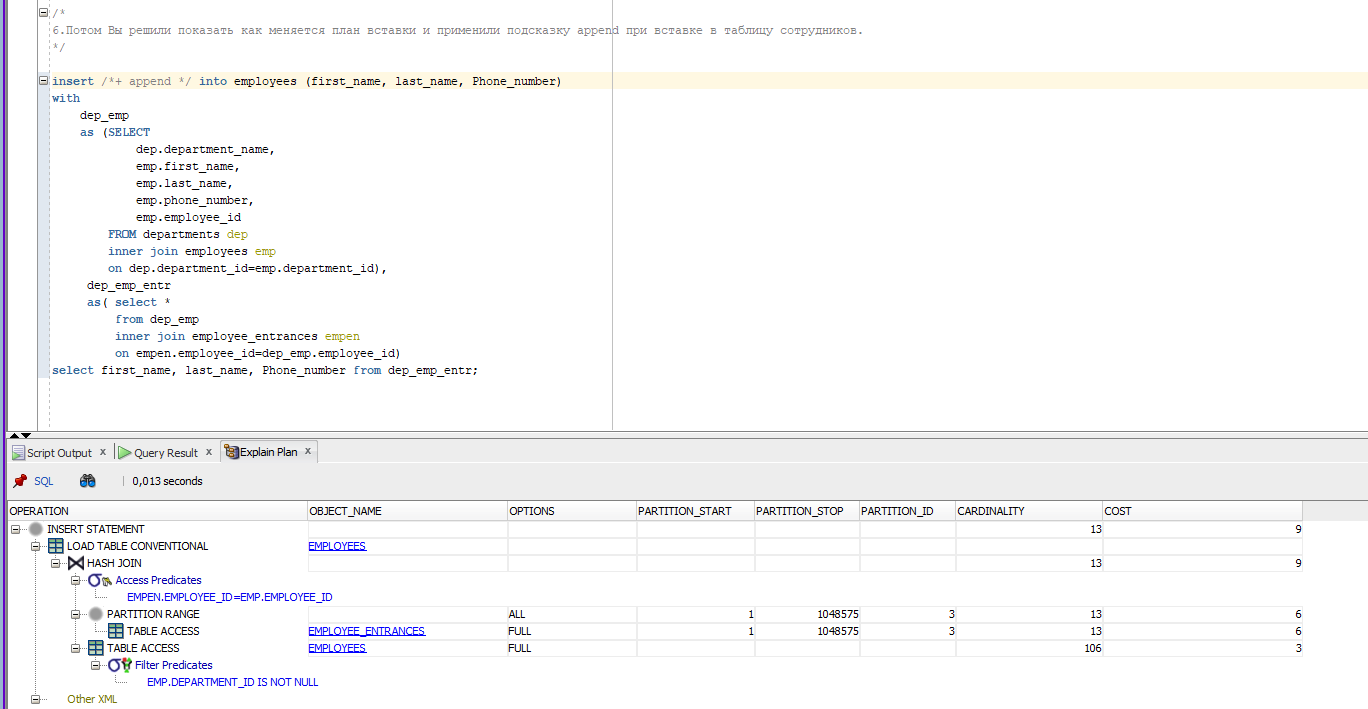 /*
6.Потом Вы решили показать как меняется план вставки и применили подсказку append при вставке в таблицу сотрудников.
*/
insert /*+ append */ into employees (first_name, last_name, Phone_number)
with
dep_emp
as (SELECT
dep.department_name,
emp.first_name,
emp.last_name,
emp.phone_number,
emp.employee_id
FROM departments dep
inner join employees emp
on dep.department_id=emp.department_id),
dep_emp_entr
as( select *
from dep_emp
inner join employee_entrances empen
on empen.employee_id=dep_emp.employee_id)
select first_name, last_name, Phone_number from dep_emp_entr;
Script Output x Query Result x Explain Plan x
SQL 0,013 seconds
OPERATION OBJECT_NAME OPTIONS PARTITION_START PARTITION_STOP PARTITION_ID CARDINALITY COST
INSERT STATEMENT 13 9
LOAD TABLE CONVENTIONAL EMPLOYEES
HASH JOIN 13 9
Access Predicates
EMPEN.EMPLOYEE_ID=EMP.EMPLOYEE_ID
PARTITION RANGE ALL 1 1048575 3 13 6
TABLE ACCESS EMPLOYEE_ENTRANCES FULL 1 1048575 3 13 6
TABLE ACCESS EMPLOYEES FULL 106 3
Filter Predicates
EMP.DEPARTMENT_ID IS NOT NULL
Other XML